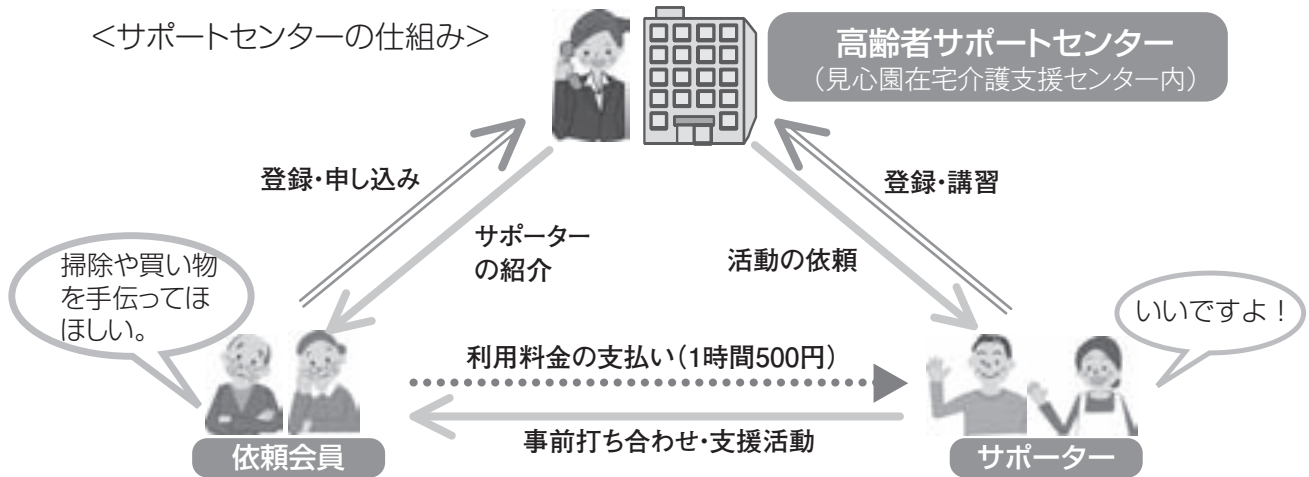 <サポートセンターの仕組み>
高齢者サポートセンター
（見心園在宅介護支援センター内）
登録・申し込み
登録・講習
サポーター
の紹介
活動の依頼
掃除や買い物
を手伝ってほ
ほしい。
いいですよ！
利用料金の支払い（1時間500円）
事前打ち合わせ・支援活動
依頼会員
サポーター